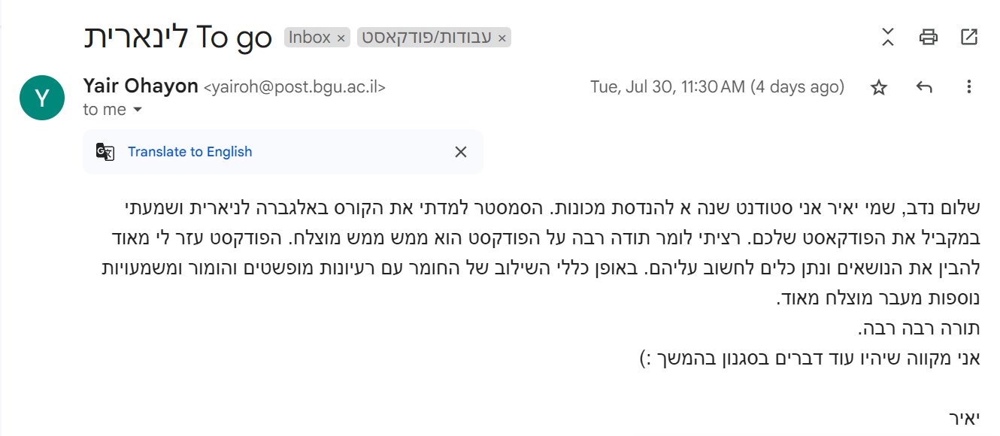 לינארית To go Inbox × עבודות/פודקאסט ×
Yair Ohayon <yairoh@post.bgu.ac.il> Tue, Jul 30, 11:30 AM (4 days ago)
Y
to me
Translate to English
שלום נדב, שמי יאיר אני סטודנט שנה א להנדסת מכונות. הסמסטר למדתי את הקורס באלגברה לניארית ושמעתי
במקביל את הפודקאסט שלכם. רציתי לומר תודה רבה על הפודקסט הוא ממש ממש מוצלח. הפודקסט עזר לי מאוד
להבין את הנושאים ונתן כלים לחשוב עליהם. באופן כללי השילוב של החומר עם רעיונות מופשטים והומור ומשמעויות
נוספות מעבר מוצלח מאוד.
תורה רבה רבה.
אני מקווה שיהיו עוד דברים בסגנון בהמשך :)
יאיר